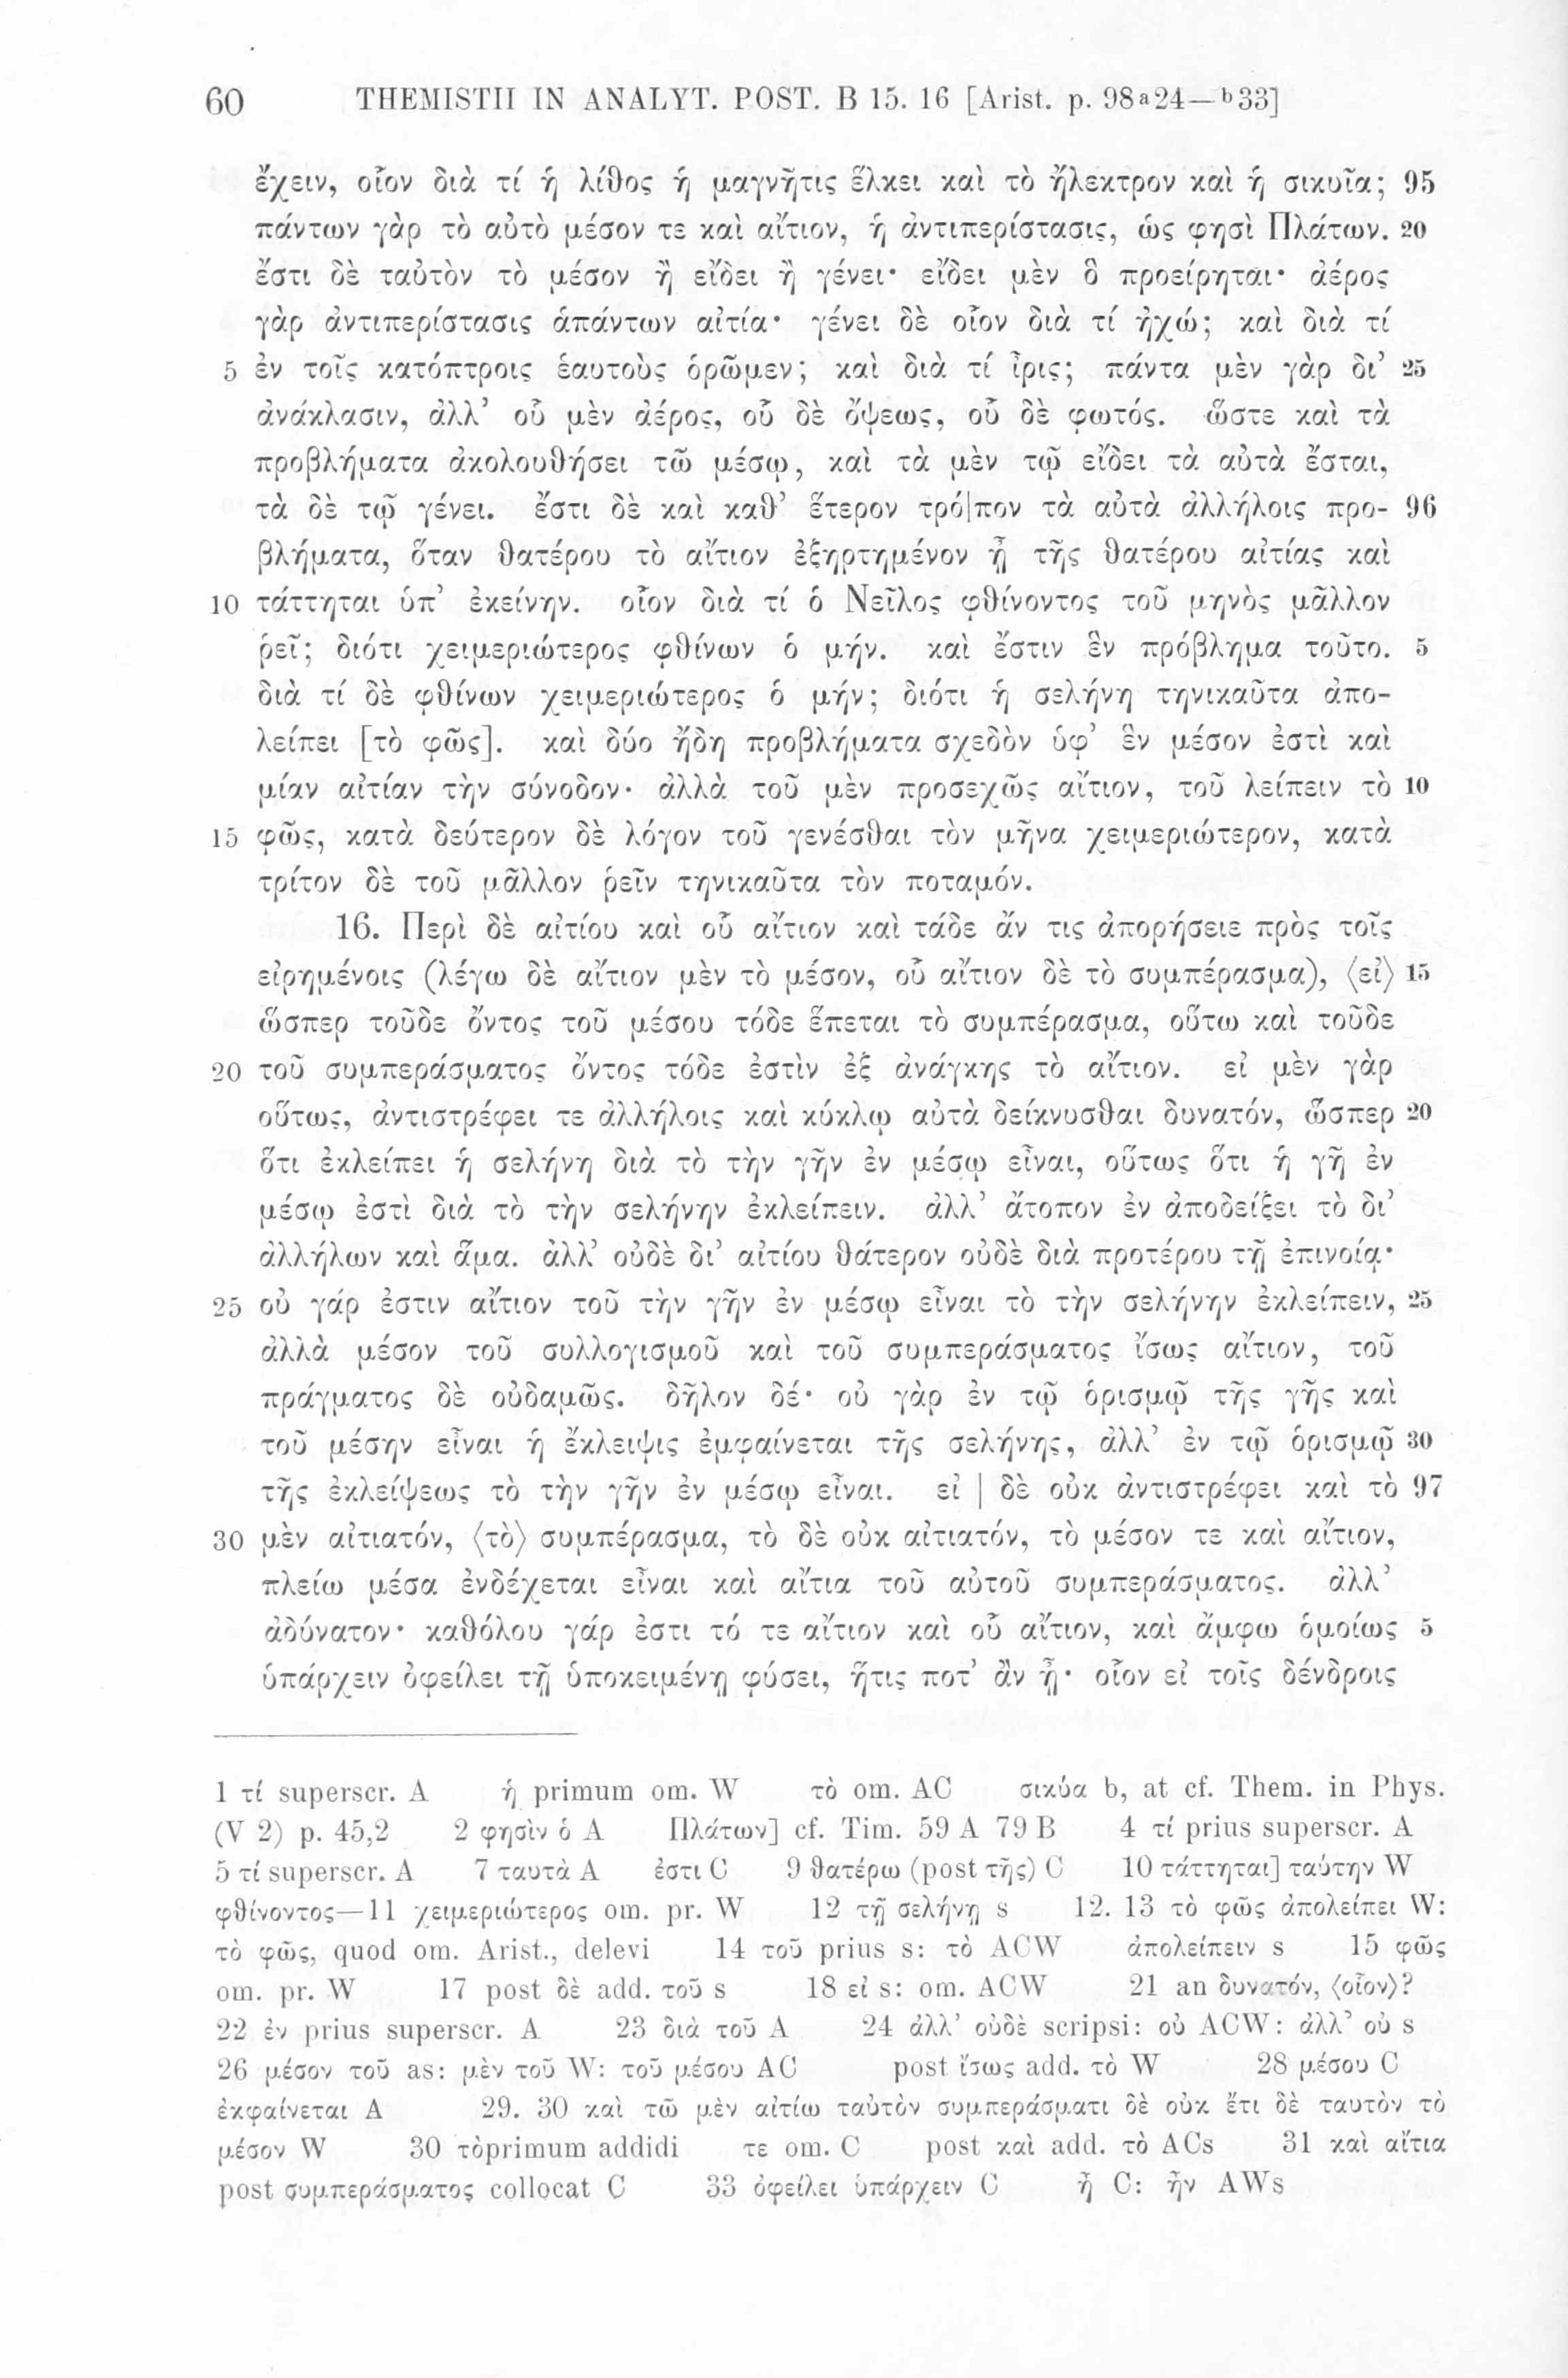 60 THEMISTII IN ANALYT. POST. B 15. 16 [Arist. p. 98a24—b33]
ἔχειν, οἷον διὰ τί ἡ λίθος ἡ μαγνῆτις ἕλκει καὶ τὸ ἤλεκτρον καὶ ἡ σικυῖα; 95
πάντων γὰρ τὸ αὐτὸ μέσον τε καὶ αἴτιον, ἡ ἀντιπερίστασις, ὡς φησὶ Πλάτων. 20
ἔστι δὲ ταὐτὸν τὸ μέσον ἢ εἴδει ἢ γένει· εἴδει μὲν ὃ προείρηται· ἀέρος
γὰρ ἀντιπερίστασις ἁπάντων αἰτία· γένει δὲ οἷον διὰ τί ἠχώ; καὶ διὰ τί
5 ἐν τοῖς κατόπτροις ἑαυτοὺς ὁρῶμεν; καὶ διὰ τί ἶρις; πάντα μὲν γὰρ δι’ 25
ἀνάκλασιν, ἀλλ’ οὗ μὲν ἀέρος, οὗ δὲ ὄψεως, οὗ δὲ φωτός. ὥστε καὶ τὰ
προβλήματα ἀκολουθήσει τῶ μέσῳ, καὶ τὰ μὲν τῷ εἴδει τὰ αὐτὰ ἔσται,
τὰ δὲ τῷ γένει. ἔστι δὲ καὶ καθ’ ἕτερον τρό|πον τὰ αὐτὰ ἀλλήλοις προ- 96
βλήματα, ὅταν θατέρου τὸ αἴτιον ἐξηρτημένον ᾖ τῆς θατέρου αἰτίας καὶ
10 τάττηται ὑπ’ ἐκείνην. οἷον διὰ τί ὁ Νεῖλος φθίνοντος τοῦ μηνὸς μᾶλλον
ῥεῖ; διότι χειμεριώτερος φθίνων ὁ μήν. καὶ ἔστιν ἓν πρόβλημα τοῦτο. 5
διὰ τί δὲ φθίνων χειμεριώτερος ὁ μήν; διότι ἡ σελήνη τηνικαῦτα ἀπο-
λείπει [τὸ φῶς]. καὶ δύο ἤδη προβλήματα σχεδὸν ὑφ’ ἓν μέσον ἐστὶ καὶ
μίαν αἰτίαν τὴν σύνοδον· ἀλλὰ τοῦ μὲν προσεχῶς αἴτιον, τοῦ λείπειν τὸ 10
15 φῶς, κατὰ δεύτερον δὲ λόγον τοῦ γενέσθαι τὸν μῆνα χειμεριώτερον, κατὰ
τρίτον δὲ τοῦ μᾶλλον ῥεῖν τηνικαῦτα τὸν ποταμόν.
16. Περὶ δὲ αἰτίου καὶ οὗ αἴτιον καὶ τάδε ἄν τις ἀπορήσειε πρὸς τοῖς
εἰρημένοις (λέγω δὲ αἴτιον μὲν τὸ μέσον, οὗ αἴτιον δὲ τὸ συμπέρασμα), ⟨εἰ⟩ 15
ὥσπερ τοῦδε ὄντος τοῦ μέσου τόδε ἕπεται τὸ συμπέρασμα, οὕτω καὶ τοῦδε
20 τοῦ συμπεράσματος ὄντος τόδε ἐστὶν ἐξ ἀνάγκης τὸ αἴτιον. εἰ μὲν γὰρ
οὕτως, ἀντιστρέφει τε ἀλλήλοις καὶ κύκλῳ αὐτὰ δείκνυσθαι δυνατόν, ὥσπερ 20
ὅτι ἐκλείπει ἡ σελήνη διὰ τὸ τὴν γῆν ἐν μέσῳ εἶναι, οὕτως ὅτι ἡ γῆ ἐν
μέσῳ ἐστὶ διὰ τὸ τὴν σελήνην ἐκλείπειν. ἀλλ’ ἄτοπον ἐν ἀποδείξει τὸ δι’
ἀλλήλων καὶ ἅμα. ἀλλ’ οὐδὲ δι’ αἰτίου θάτερον οὐδὲ διὰ προτέρου τῇ ἐπινοίᾳ·
25 οὐ γάρ ἐστιν αἴτιον τοῦ τὴν γῆν ἐν μέσῳ εἶναι τὸ τὴν σελήνην ἐκλείπειν, 25
ἀλλὰ μέσον τοῦ συλλογισμοῦ καὶ τοῦ συμπεράσματος ἴσως αἴτιον, τοῦ
πράγματος δὲ οὐδαμῶς. δῆλον δέ· οὐ γὰρ ἐν τῷ ὁρισμῷ τῆς γῆς καὶ
τοῦ μέσην εἶναι ἡ ἔκλειψις ἐμφαίνεται τῆς σελήνης, ἀλλ’ ἐν τῷ ὁρισμῷ 30
τῆς ἐκλείψεως τὸ τὴν γῆν ἐν μέσῳ εἶναι. εἰ | δὲ οὐκ ἀντιστρέφει καὶ τὸ 97
30 μὲν αἰτιατόν, ⟨τὸ⟩ συμπέρασμα, τὸ δὲ οὐκ αἰτιατόν, τὸ μέσον τε καὶ αἴτιον,
πλείω μέσα ἐνδέχεται εἶναι καὶ αἴτια τοῦ αὐτοῦ συμπεράσματος. ἀλλ’
ἀδύνατον· καθόλου γάρ ἐστι τό τε αἴτιον καὶ οὗ αἴτιον, καὶ ἄμφω ὁμοίως 5
ὑπάρχειν ὀφείλει τῇ ὑποκειμένῃ φύσει, ἥτις ποτ’ ἂν ᾖ· οἷον εἰ τοῖς δένδροις
1 τί superscr. A ἡ primum om. W τὸ om. AC σικύα b, at cf. Them. in Phys.
(V 2) p. 45,2 2 φησὶν ὁ A Πλάτων] cf. Tim. 59 A 79 B 4 τί prius superscr. A
5 τί superscr. A 7 ταυτὰ A ἐστι C 9 θατέρω (post τῆς) C 10 τάττηται] ταύτην W
φθίνοντος—11 χειμεριώτερος om. pr. W 12 τῇ σελήνῃ s 12. 13 τὸ φῶς ἀπολείπει W:
τὸ φῶς, quod om. Arist., delevi 14 τοῦ prius s: τὸ ACW ἀπολείπειν s 15 φῶς
om. pr. W 17 post δὲ add. τοῦ s 18 εἰ s: om. ACW 21 an δυνατόν, ⟨οἷον⟩?
22 ἐν prius superscr. A 23 διὰ τοῦ A 24 ἀλλ’ οὐδὲ scripsi: οὐ ACW: ἀλλ’ οὐ s
26 μέσον τοῦ as: μὲν τοῦ W: τοῦ μέσου AC post ἴσως add. τὸ W 28 μέσου C
ἐκφαίνεται A 29. 30 καὶ τῶ μὲν αἰτίω ταὐτὸν συμπεράσματι δὲ οὐκ ἔτι δὲ ταυτὸν τὸ
μέσον W 30 τὸ primum addidi τε om. C post καὶ add. τὸ ACs 31 καὶ αἴτια
post συμπεράσματος collocat C 33 ὀφείλει ὑπάρχειν C ᾖ C: ἦν AWs